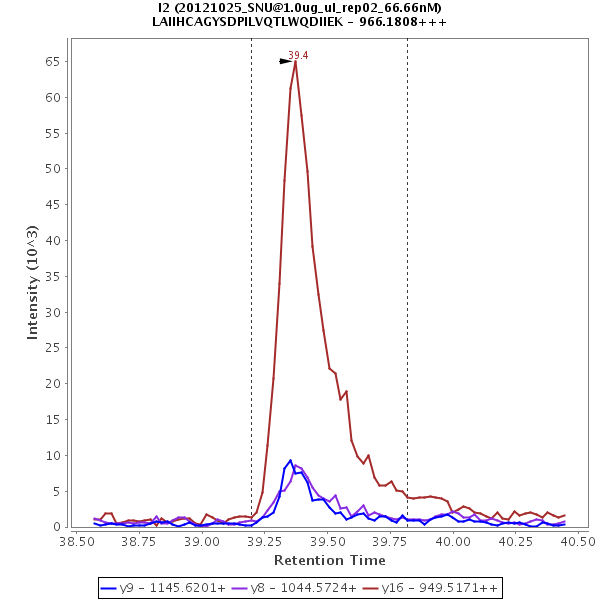 I2 (20121025_SNU@1.0ug_ul_rep02_66.66nM)
LAIIHCAGYSDPILVQTLWQDIIEK - 966.1808+++
39.4
65
60
55
50
45
40
35
30
25
20
15
10
5
0
Intensity (10^3)
38.50 38.75 39.00 39.25 39.50 39.75 40.00 40.25 40.50
Retention Time
y9 - 1145.6201+ y8 - 1044.5724+ y16 - 949.5171++